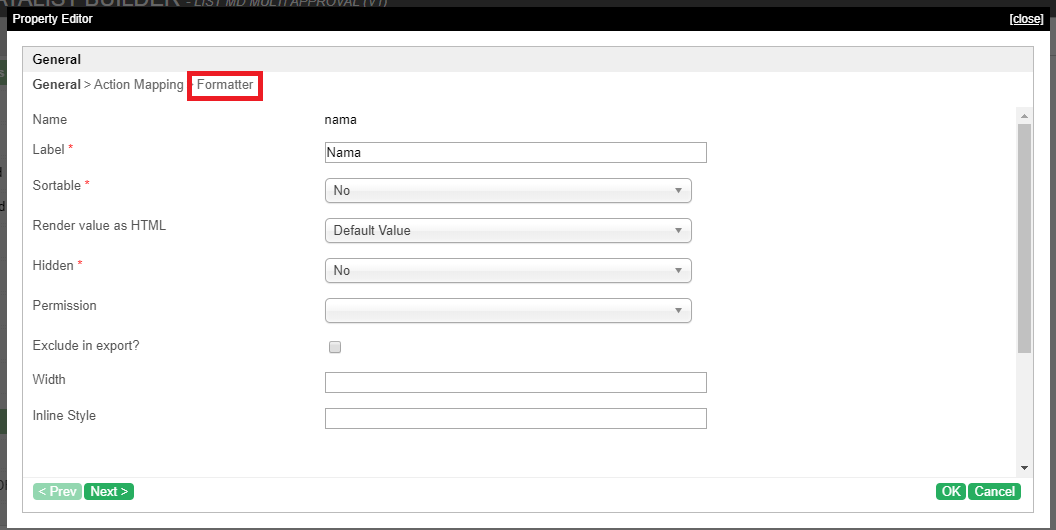 ATALIST BUILDER - LIST MD MULTI APPROVAL (V1)
Property Editor [close]
General
General > Action Mapping > Formatter
Name nama
Label * Nama
Sortable * No
Render value as HTML Default Value
Hidden * No
Permission
Exclude in export?
Width
Inline Style
< Prev Next > OK Cancel